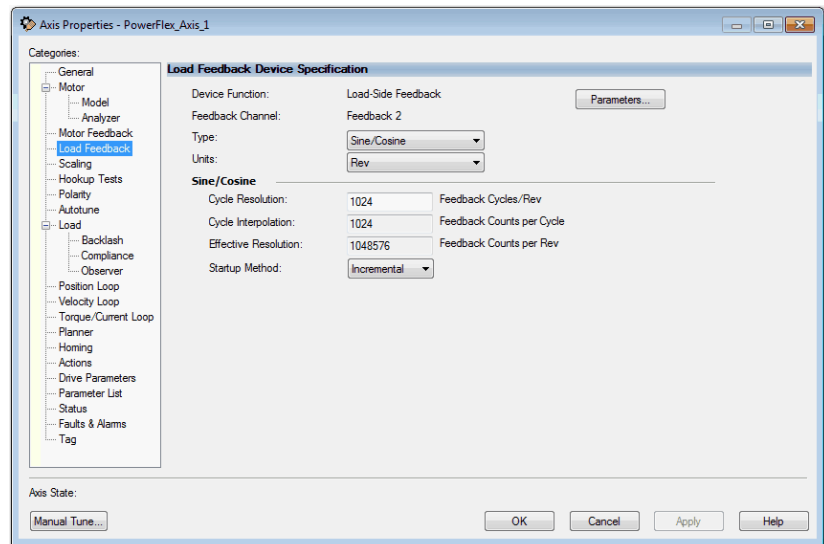 Axis Properties - PowerFlex_Axis_1
Categories:
General
Motor
Model
Analyzer
Motor Feedback
Load Feedback
Scaling
Hookup Tests
Polarity
Autotune
Load
Backlash
Compliance
Observer
Position Loop
Velocity Loop
Torque/Current Loop
Planner
Homing
Actions
Drive Parameters
Parameter List
Status
Faults & Alarms
Tag
Load Feedback Device Specification
Device Function: Load-Side Feedback Parameters...
Feedback Channel: Feedback 2
Type: Sine/Cosine
Units: Rev
Sine/Cosine
Cycle Resolution: 1024 Feedback Cycles/Rev
Cycle Interpolation: 1024 Feedback Counts per Cycle
Effective Resolution: 1048576 Feedback Counts per Rev
Startup Method: Incremental
Axis State:
Manual Tune... OK Cancel Apply Help